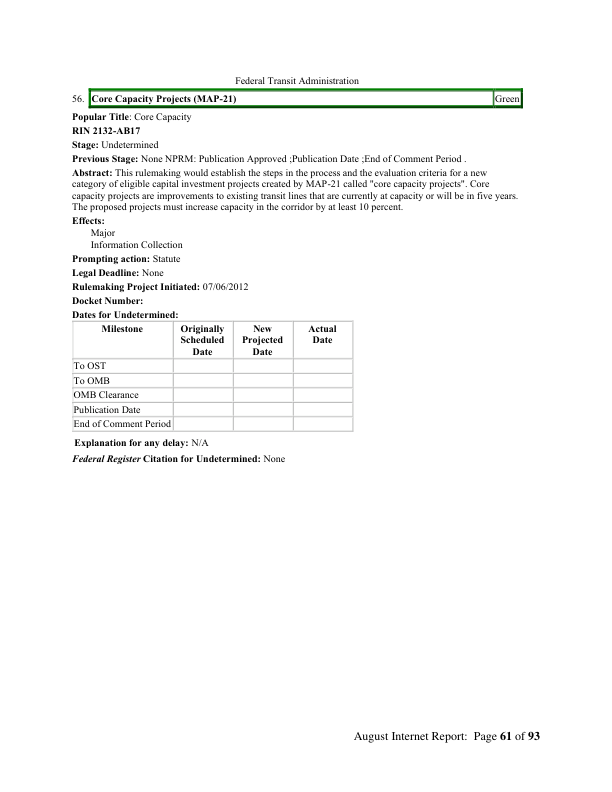 Federal Transit Administration
56. Core Capacity Projects (MAP-21) Green
Popular Title: Core Capacity
RIN 2132-AB17
Stage: Undetermined
Previous Stage: None NPRM: Publication Approved ;Publication Date ;End of Comment Period .
Abstract: This rulemaking would establish the steps in the process and the evaluation criteria for a new
category of eligible capital investment projects created by MAP-21 called "core capacity projects". Core
capacity projects are improvements to existing transit lines that are currently at capacity or will be in five years.
The proposed projects must increase capacity in the corridor by at least 10 percent.
Effects:
Major
Information Collection
Prompting action: Statute
Legal Deadline: None
Rulemaking Project Initiated: 07/06/2012
Docket Number:
Dates for Undetermined:
Milestone Originally New Actual
Scheduled Projected Date
Date Date
To OST
To OMB
OMB Clearance
Publication Date
End of Comment Period
Explanation for any delay: N/A
Federal Register Citation for Undetermined: None
August Internet Report: Page 61 of 93